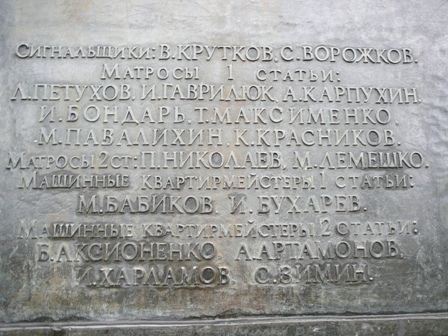 Сигнальщики: В.КРУТКОВ. С.ВОРОЖКОВ.
Матросы 1 статьи:
Л.ПЕТУХОВ. И.ГАВРИЛЮК. А.КАРПУХИН.
И.БОНДАРЬ. Т.МАКСИМЕНКО.
М.ПАВАЛИХИН. К.КРАСНИКОВ.
Матросы 2 ст: П.НИКОЛАЕВ. М.ЛЕМЕШКО.
Машинные квартирмейстеры 1 статьи:
М.БАБИКОВ. И.БУХАРЕВ.
Машинные квартирмейстеры 2 статьи:
Б.АКСИОНЕНКО. А.АРТАМОНОВ.
И.ХАРЛАМОВ. С.ЗИМИН.